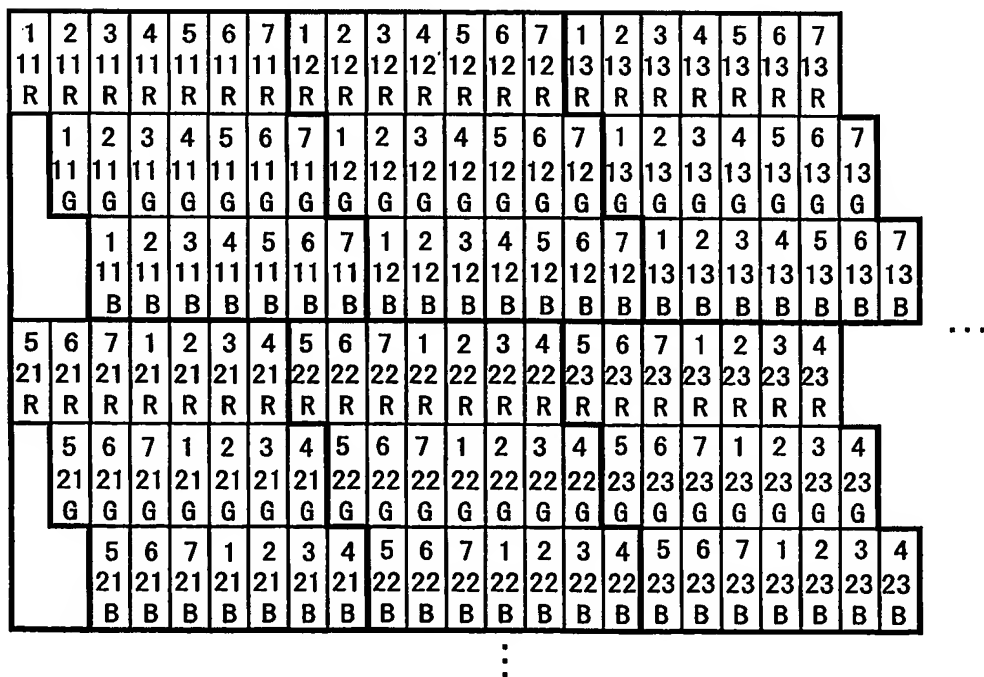 1 2 3 4 5 6 7 1 2 3 4 5 6 7 1 2 3 4 5 6 7
11 11 11 11 11 11 11 12 12 12 12 12 12 12 13 13 13 13 13 13 13
R R R R R R R R R R R R R R R R R R R R R
1 2 3 4 5 6 7 1 2 3 4 5 6 7 1 2 3 4 5 6 7
11 11 11 11 11 11 11 12 12 12 12 12 12 12 13 13 13 13 13 13 13
G G G G G G G G G G G G G G G G G G G G G
1 2 3 4 5 6 7 1 2 3 4 5 6 7 1 2 3 4 5 6 7
11 11 11 11 11 11 11 12 12 12 12 12 12 12 13 13 13 13 13 13 13
B B B B B B B B B B B B B B B B B B B B B
...
5 6 7 1 2 3 4 5 6 7 1 2 3 4 5 6 7 1 2 3 4
21 21 21 21 21 21 21 22 22 22 22 22 22 22 23 23 23 23 23 23 23
R R R R R R R R R R R R R R R R R R R R R
5 6 7 1 2 3 4 5 6 7 1 2 3 4 5 6 7 1 2 3 4
21 21 21 21 21 21 21 22 22 22 22 22 22 22 23 23 23 23 23 23 23
G G G G G G G G G G G G G G G G G G G G G
5 6 7 1 2 3 4 5 6 7 1 2 3 4 5 6 7 1 2 3 4
21 21 21 21 21 21 21 22 22 22 22 22 22 22 23 23 23 23 23 23 23
B B B B B B B B B B B B B B B B B B B B B
⋮